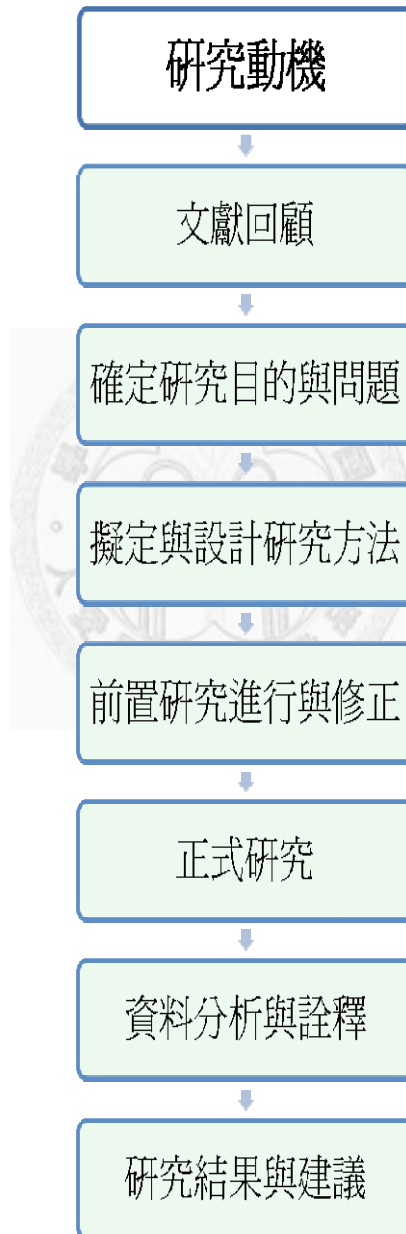 研究動機
文獻回顧
確定研究目的與問題
擬定與設計研究方法
前置研究進行與修正
正式研究
資料分析與詮釋
研究結果與建議